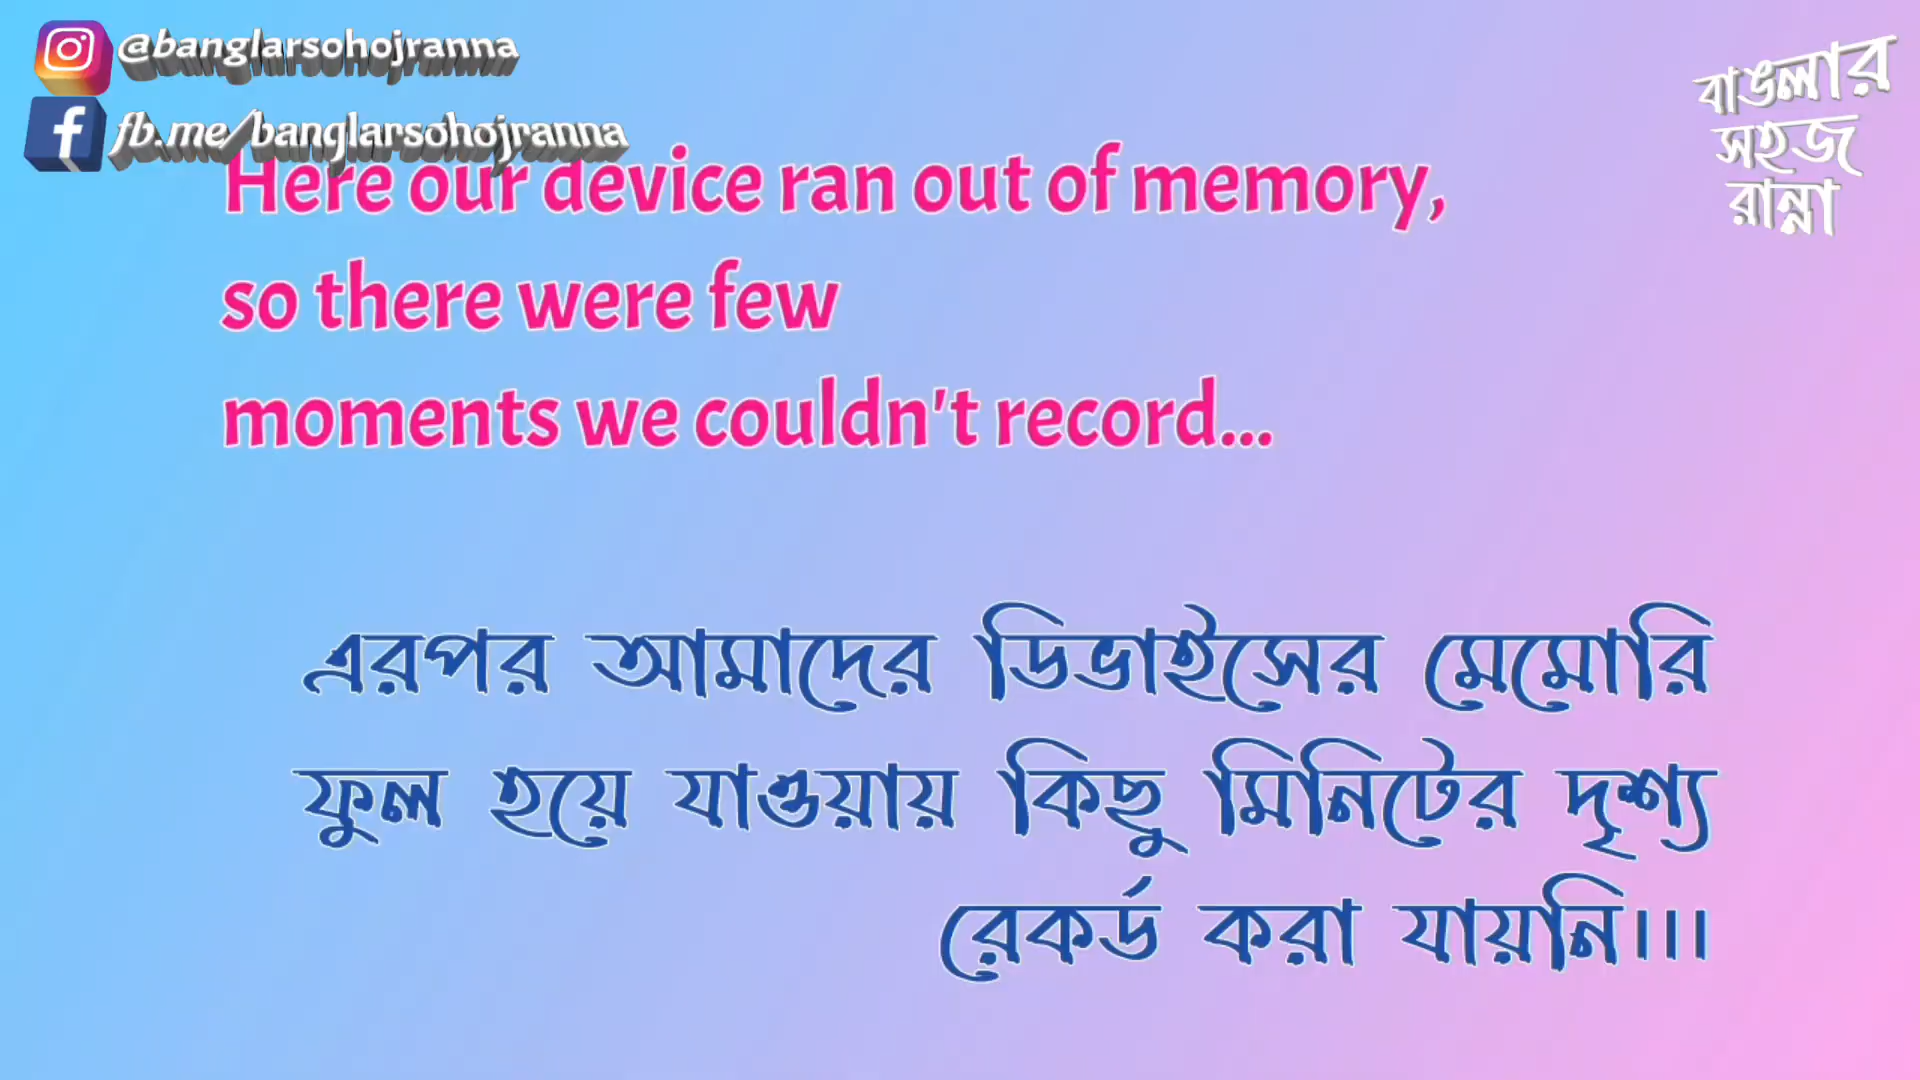 @banglarsohojranna
fb.me/banglarsohojranna
বাঙলার
সহজ
রান্না
Here our device ran out of memory,
so there were few
moments we couldn't record...
এরপর আমাদের ডিভাইসের মেমোরি
ফুল হয়ে যাওয়ায় কিছু মিনিটের দৃশ্য
রেকর্ড করা যায়নি।।।